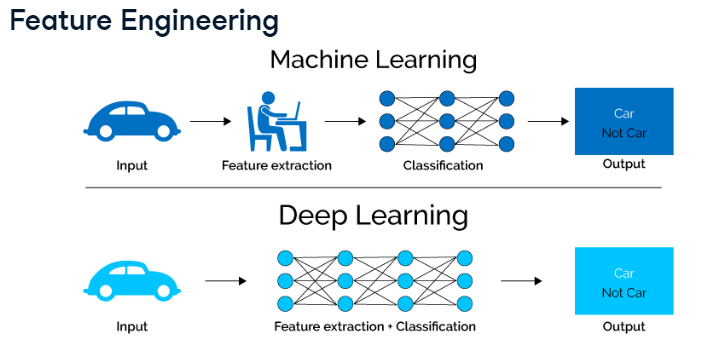 Feature Engineering
Machine Learning
Car
Not Car
Input
Feature extraction
Classification
Output
Deep Learning
Car
Not Car
Input
Feature extraction + Classification
Output